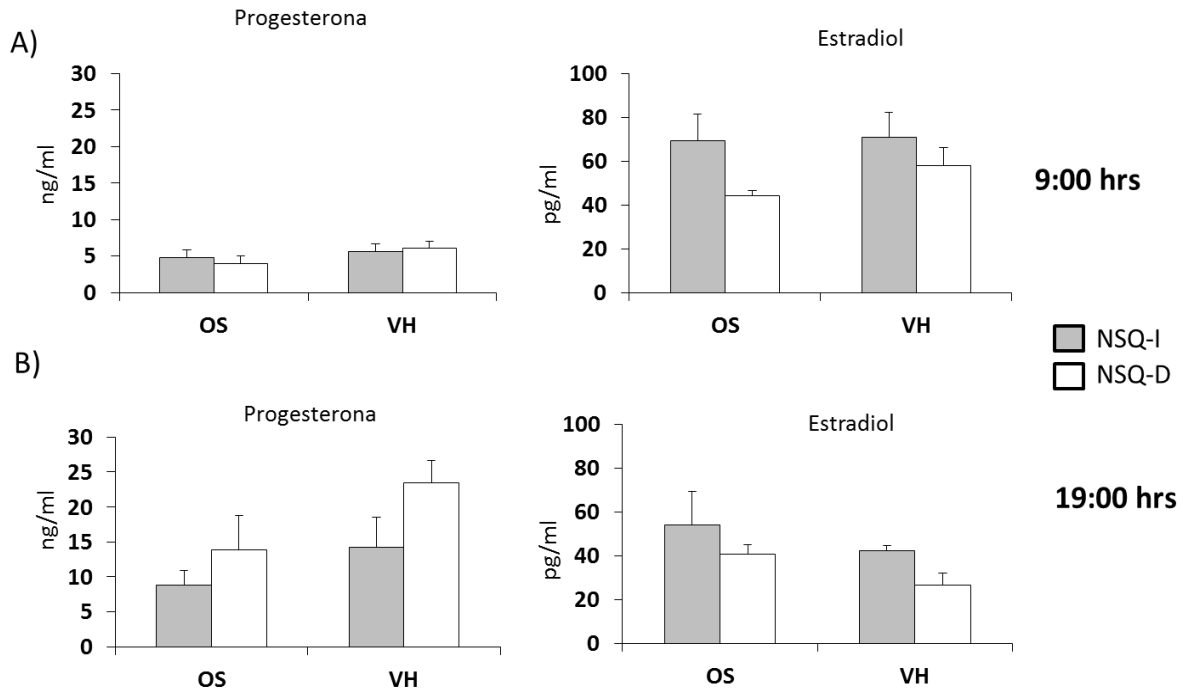 A)
Progesterona
30
25
20
15
10
5
0
ng/ml
OS VH
Estradiol
100
80
60
40
20
0
pg/ml
OS VH
9:00 hrs
NSQ-I
NSQ-D
B)
Progesterona
30
25
20
15
10
5
0
ng/ml
OS VH
Estradiol
100
80
60
40
20
0
pg/ml
OS VH
19:00 hrs